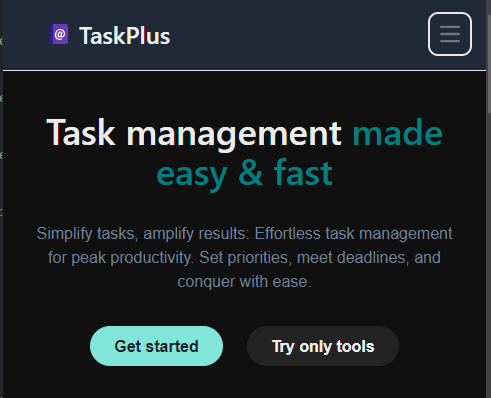 @ TaskPlus
Task management made
easy & fast
Simplify tasks, amplify results: Effortless task management
for peak productivity. Set priorities, meet deadlines, and
conquer with ease.
Get started
Try only tools